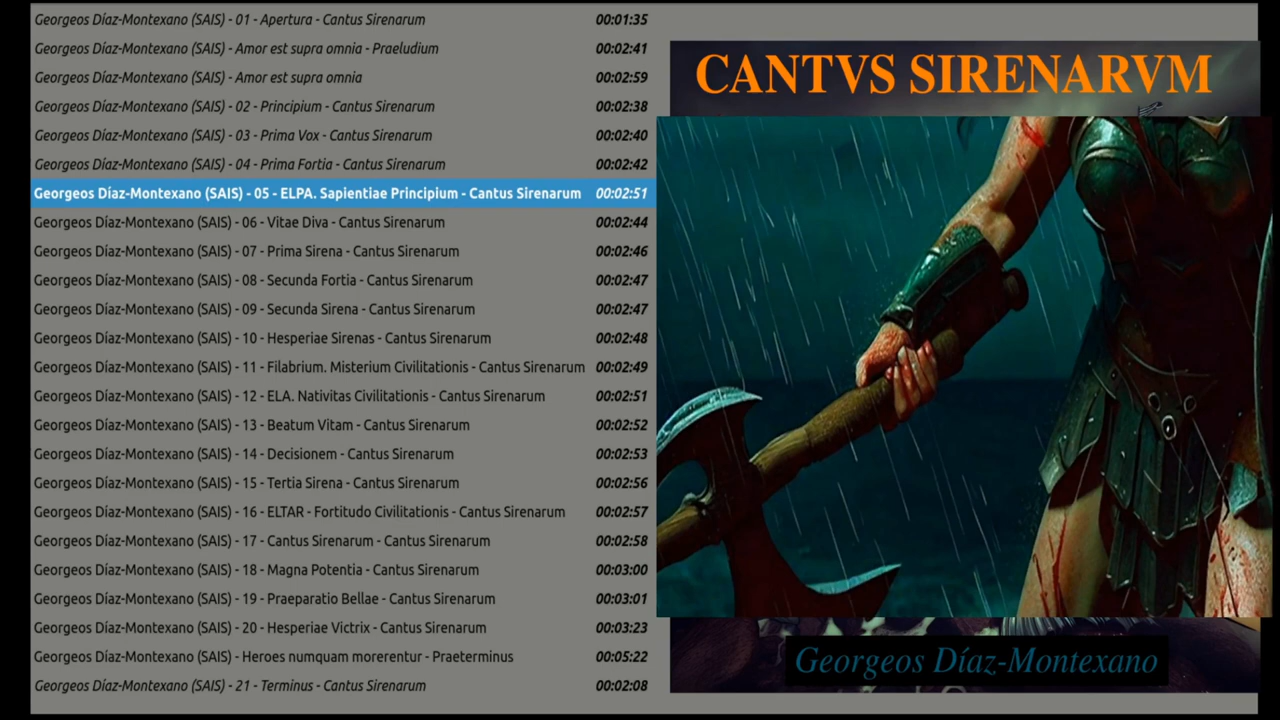 Georgeos Díaz-Montexano (SAIS) - 01 - Apertura - Cantus Sirenarum 00:01:35
Georgeos Díaz-Montexano (SAIS) - Amor est supra omnia - Praeludium 00:02:41
Georgeos Díaz-Montexano (SAIS) - Amor est supra omnia 00:02:59
Georgeos Díaz-Montexano (SAIS) - 02 - Principium - Cantus Sirenarum 00:02:38
Georgeos Díaz-Montexano (SAIS) - 03 - Prima Vox - Cantus Sirenarum 00:02:40
Georgeos Díaz-Montexano (SAIS) - 04 - Prima Fortia - Cantus Sirenarum 00:02:42
Georgeos Díaz-Montexano (SAIS) - 05 - ELPA. Sapientiae Principium - Cantus Sirenarum 00:02:51
Georgeos Díaz-Montexano (SAIS) - 06 - Vitae Diva - Cantus Sirenarum 00:02:44
Georgeos Díaz-Montexano (SAIS) - 07 - Prima Sirena - Cantus Sirenarum 00:02:46
Georgeos Díaz-Montexano (SAIS) - 08 - Secunda Fortia - Cantus Sirenarum 00:02:47
Georgeos Díaz-Montexano (SAIS) - 09 - Secunda Sirena - Cantus Sirenarum 00:02:47
Georgeos Díaz-Montexano (SAIS) - 10 - Hesperiae Sirenas - Cantus Sirenarum 00:02:48
Georgeos Díaz-Montexano (SAIS) - 11 - Filabrium. Misterium Civilitationis - Cantus Sirenarum 00:02:49
Georgeos Díaz-Montexano (SAIS) - 12 - ELA. Nativitas Civilitationis - Cantus Sirenarum 00:02:51
Georgeos Díaz-Montexano (SAIS) - 13 - Beatum Vitam - Cantus Sirenarum 00:02:52
Georgeos Díaz-Montexano (SAIS) - 14 - Decisionem - Cantus Sirenarum 00:02:53
Georgeos Díaz-Montexano (SAIS) - 15 - Tertia Sirena - Cantus Sirenarum 00:02:56
Georgeos Díaz-Montexano (SAIS) - 16 - ELTAR - Fortitudo Civilitationis - Cantus Sirenarum 00:02:57
Georgeos Díaz-Montexano (SAIS) - 17 - Cantus Sirenarum - Cantus Sirenarum 00:02:58
Georgeos Díaz-Montexano (SAIS) - 18 - Magna Potentia - Cantus Sirenarum 00:03:00
Georgeos Díaz-Montexano (SAIS) - 19 - Praeparatio Bellae - Cantus Sirenarum 00:03:01
Georgeos Díaz-Montexano (SAIS) - 20 - Hesperiae Victrix - Cantus Sirenarum 00:03:23
Georgeos Díaz-Montexano (SAIS) - Heroes numquam morerentur - Praeterminus 00:05:22
Georgeos Díaz-Montexano (SAIS) - 21 - Terminus - Cantus Sirenarum 00:02:08
CANTVS SIRENARVM
Georgeos Díaz-Montexano